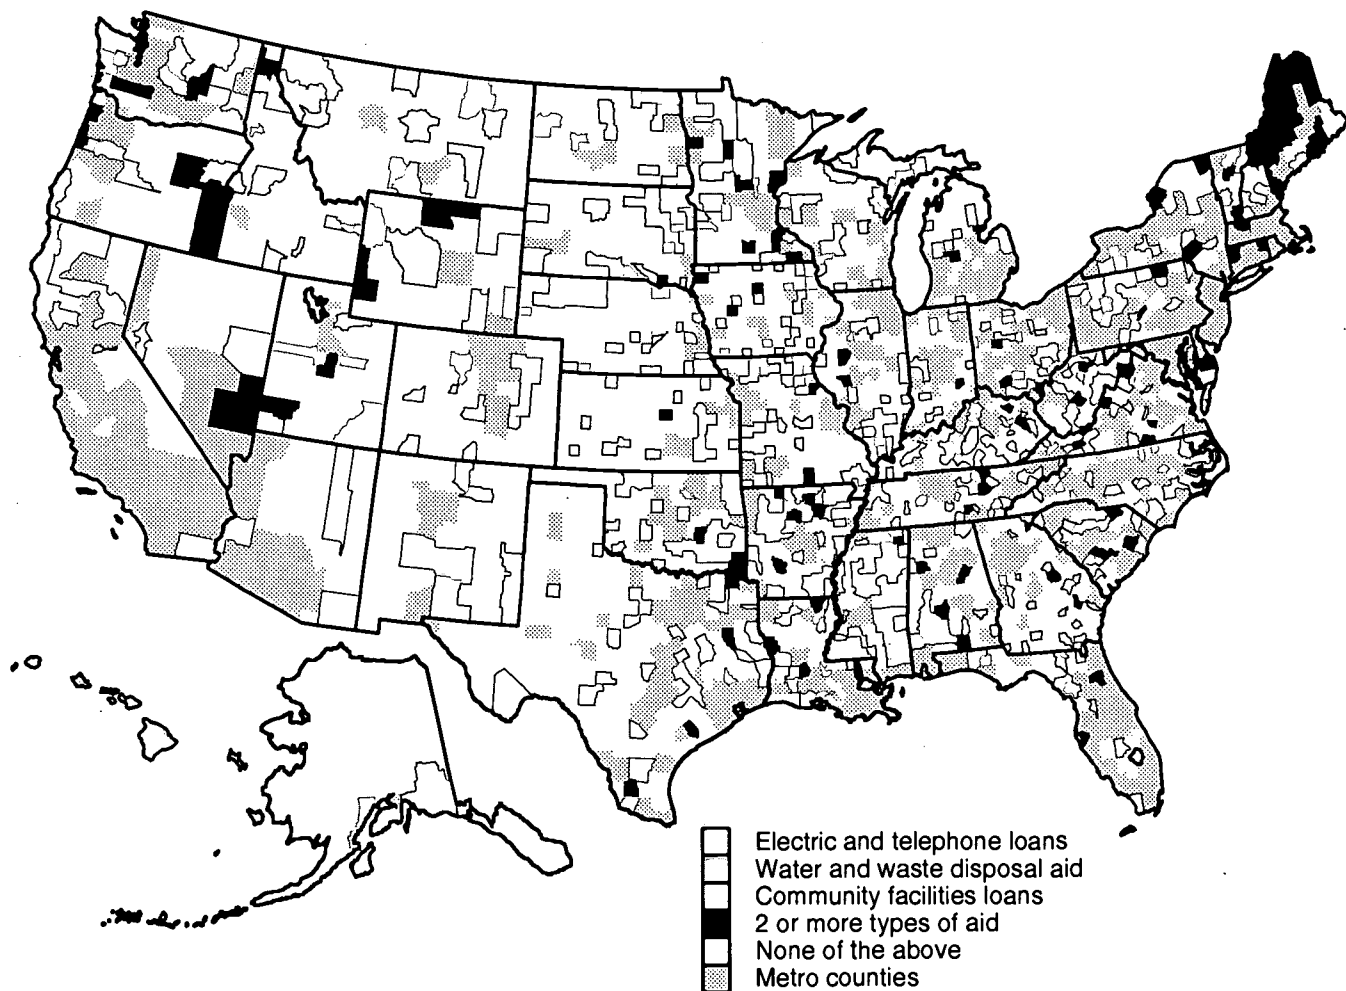 Electric and telephone loans
Water and waste disposal aid
Community facilities loans
2 or more types of aid
None of the above
Metro counties